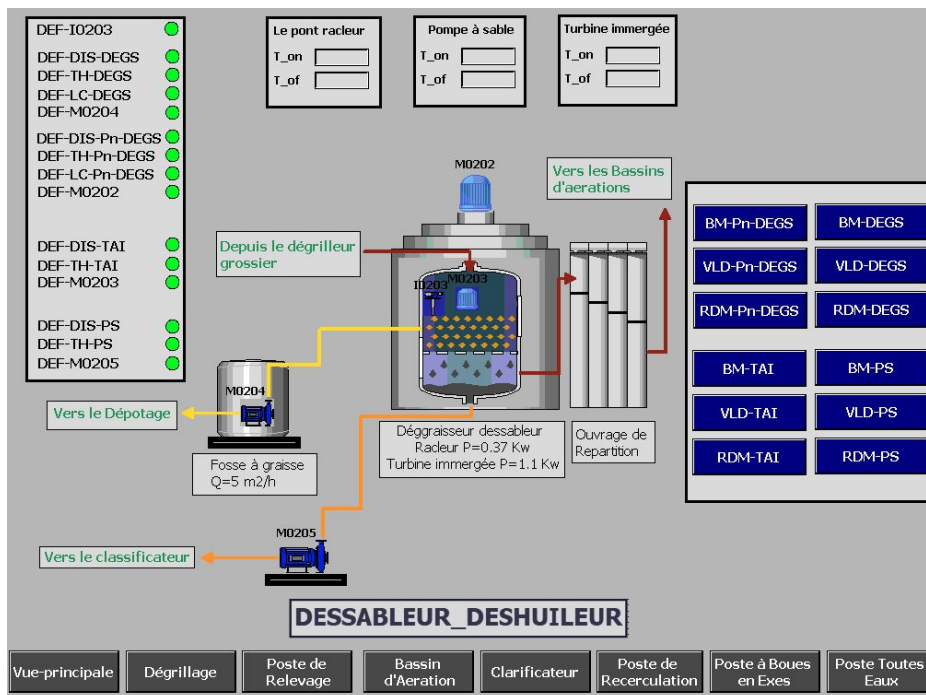 DEF-I0203
DEF-DIS-DEGS
DEF-TH-DEGS
DEF-LC-DEGS
DEF-M0204
DEF-DIS-Pn-DEGS
DEF-TH-Pn-DEGS
DEF-LC-Pn-DEGS
DEF-M0202
DEF-DIS-TAI
DEF-TH-TAI
DEF-M0203
DEF-DIS-PS
DEF-TH-PS
DEF-M0205
Le pont racleur
T_on
T_of
Pompe à sable
T_on
T_of
Turbine immergée
T_on
T_of
M0202
Vers les Bassins
d'aerations
Depuis le dégrilleur
grossier
I0203
M0203
BM-Pn-DEGS
BM-DEGS
VLD-Pn-DEGS
VLD-DEGS
RDM-Pn-DEGS
RDM-DEGS
BM-TAI
BM-PS
VLD-TAI
VLD-PS
RDM-TAI
RDM-PS
M0204
Vers le Dépotage
Fosse à graisse
Q=5 m2/h
Déggraisseur dessableur
Racleur P=0.37 Kw
Turbine immergée P=1.1 Kw
Ouvrage de
Repartition
M0205
Vers le classificateur
DESSABLEUR_DESHUILEUR
Vue-principale
Dégrillage
Poste de
Relevage
Bassin
d'Aeration
Clarificateur
Poste de
Recerculation
Poste à Boues
en Exes
Poste Toutes
Eaux